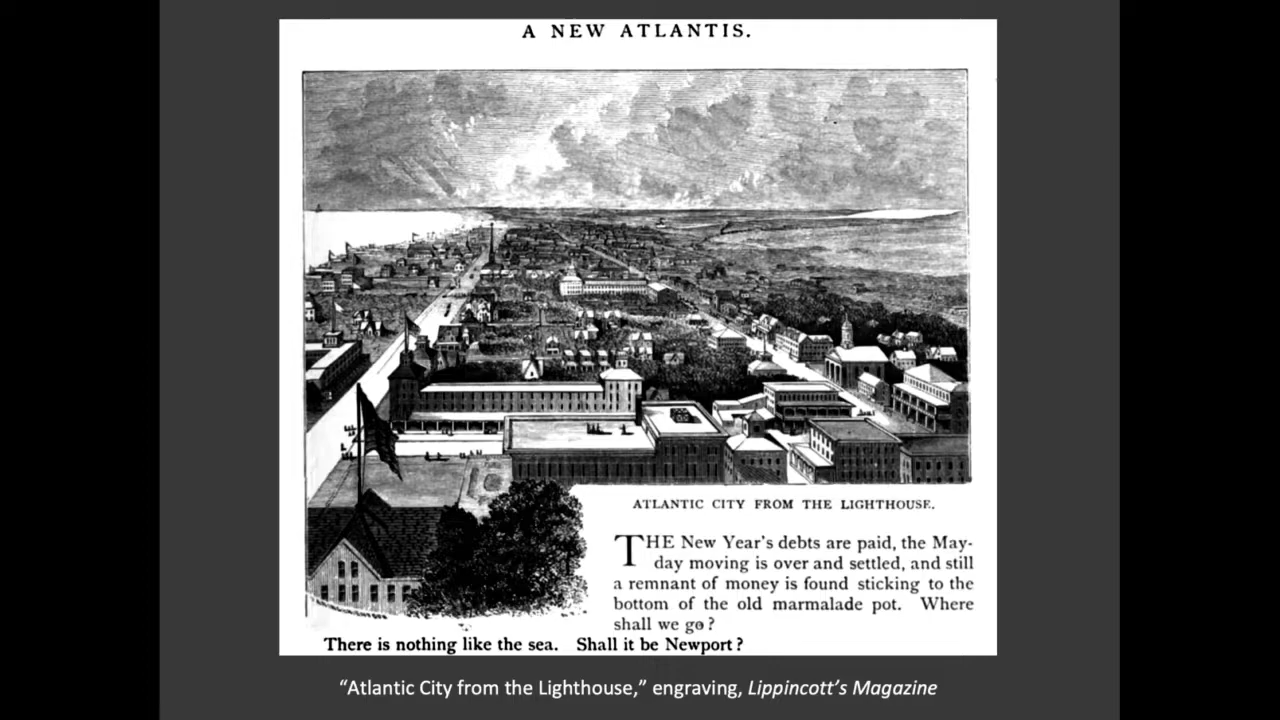 A NEW ATLANTIS.
ATLANTIC CITY FROM THE LIGHTHOUSE.
THE New Year's debts are paid, the May-
day moving is over and settled, and still
a remnant of money is found sticking to the
bottom of the old marmalade pot. Where
shall we go?
There is nothing like the sea. Shall it be Newport?
“Atlantic City from the Lighthouse,” engraving, Lippincott’s Magazine